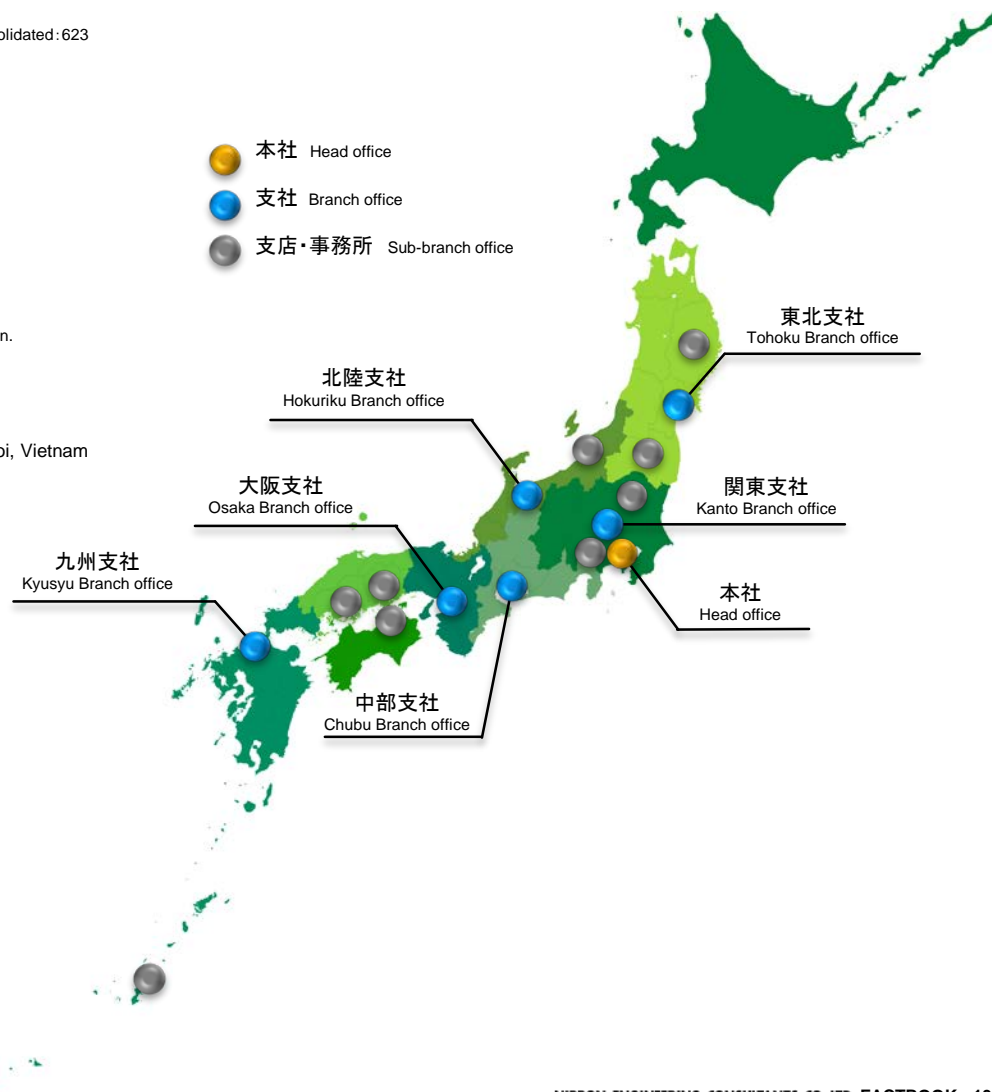 olidated：623
本社 Head office
支社 Branch office
支店・事務所 Sub-branch office
n.
東北支社
Tohoku Branch office
北陸支社
Hokuriku Branch office
oi, Vietnam
大阪支社
Osaka Branch office
関東支社
Kanto Branch office
九州支社
Kyusyu Branch office
本社
Head office
中部支社
Chubu Branch office